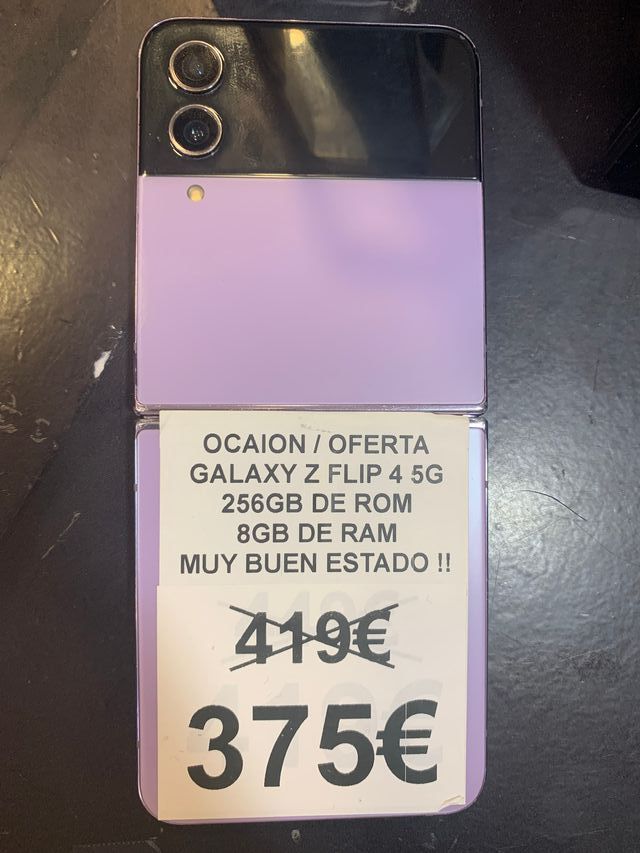 OCAION / OFERTA
GALAXY Z FLIP 4 5G
256GB DE ROM
8GB DE RAM
MUY BUEN ESTADO !!
419€
375€